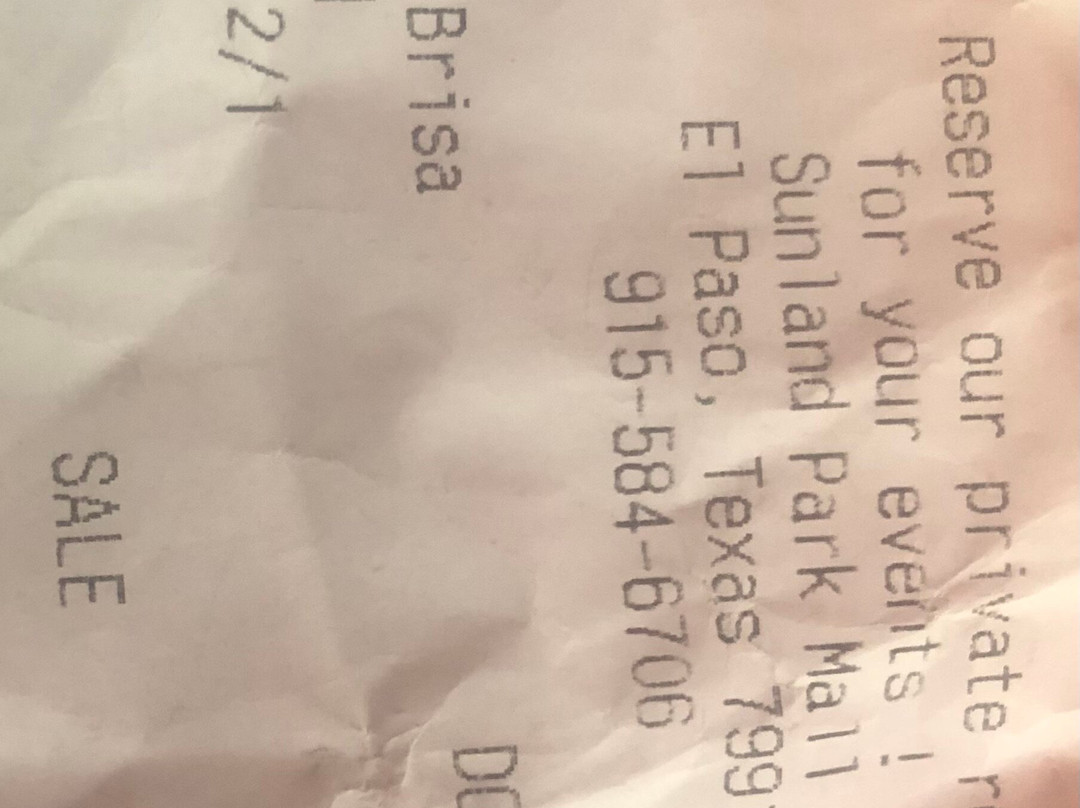 Reserve our private
for your events !
Sunland Park Mall
El Paso, Texas 799
915-584-6706
Brisa
2/1
SALE